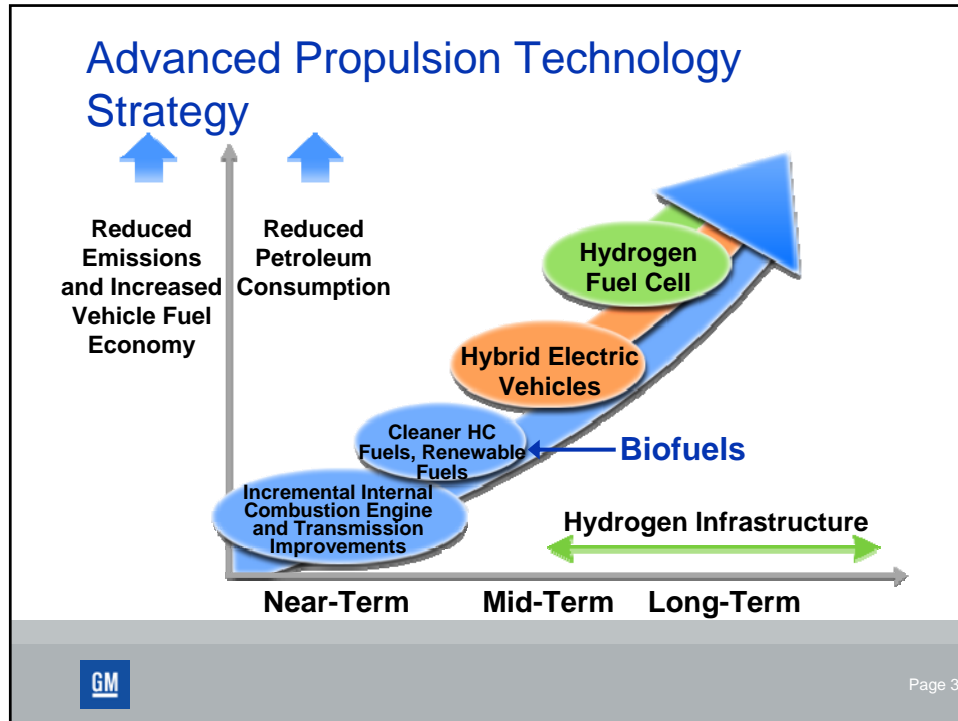 Advanced Propulsion Technology
Strategy
Reduced
Emissions
and Increased
Vehicle Fuel
Economy
Reduced
Petroleum
Consumption
Hydrogen
Fuel Cell
Hybrid Electric
Vehicles
Cleaner HC
Fuels, Renewable
Fuels
Biofuels
Incremental Internal
Combustion Engine
and Transmission
Improvements
Hydrogen Infrastructure
Near-Term
Mid-Term
Long-Term
GM
Page 3